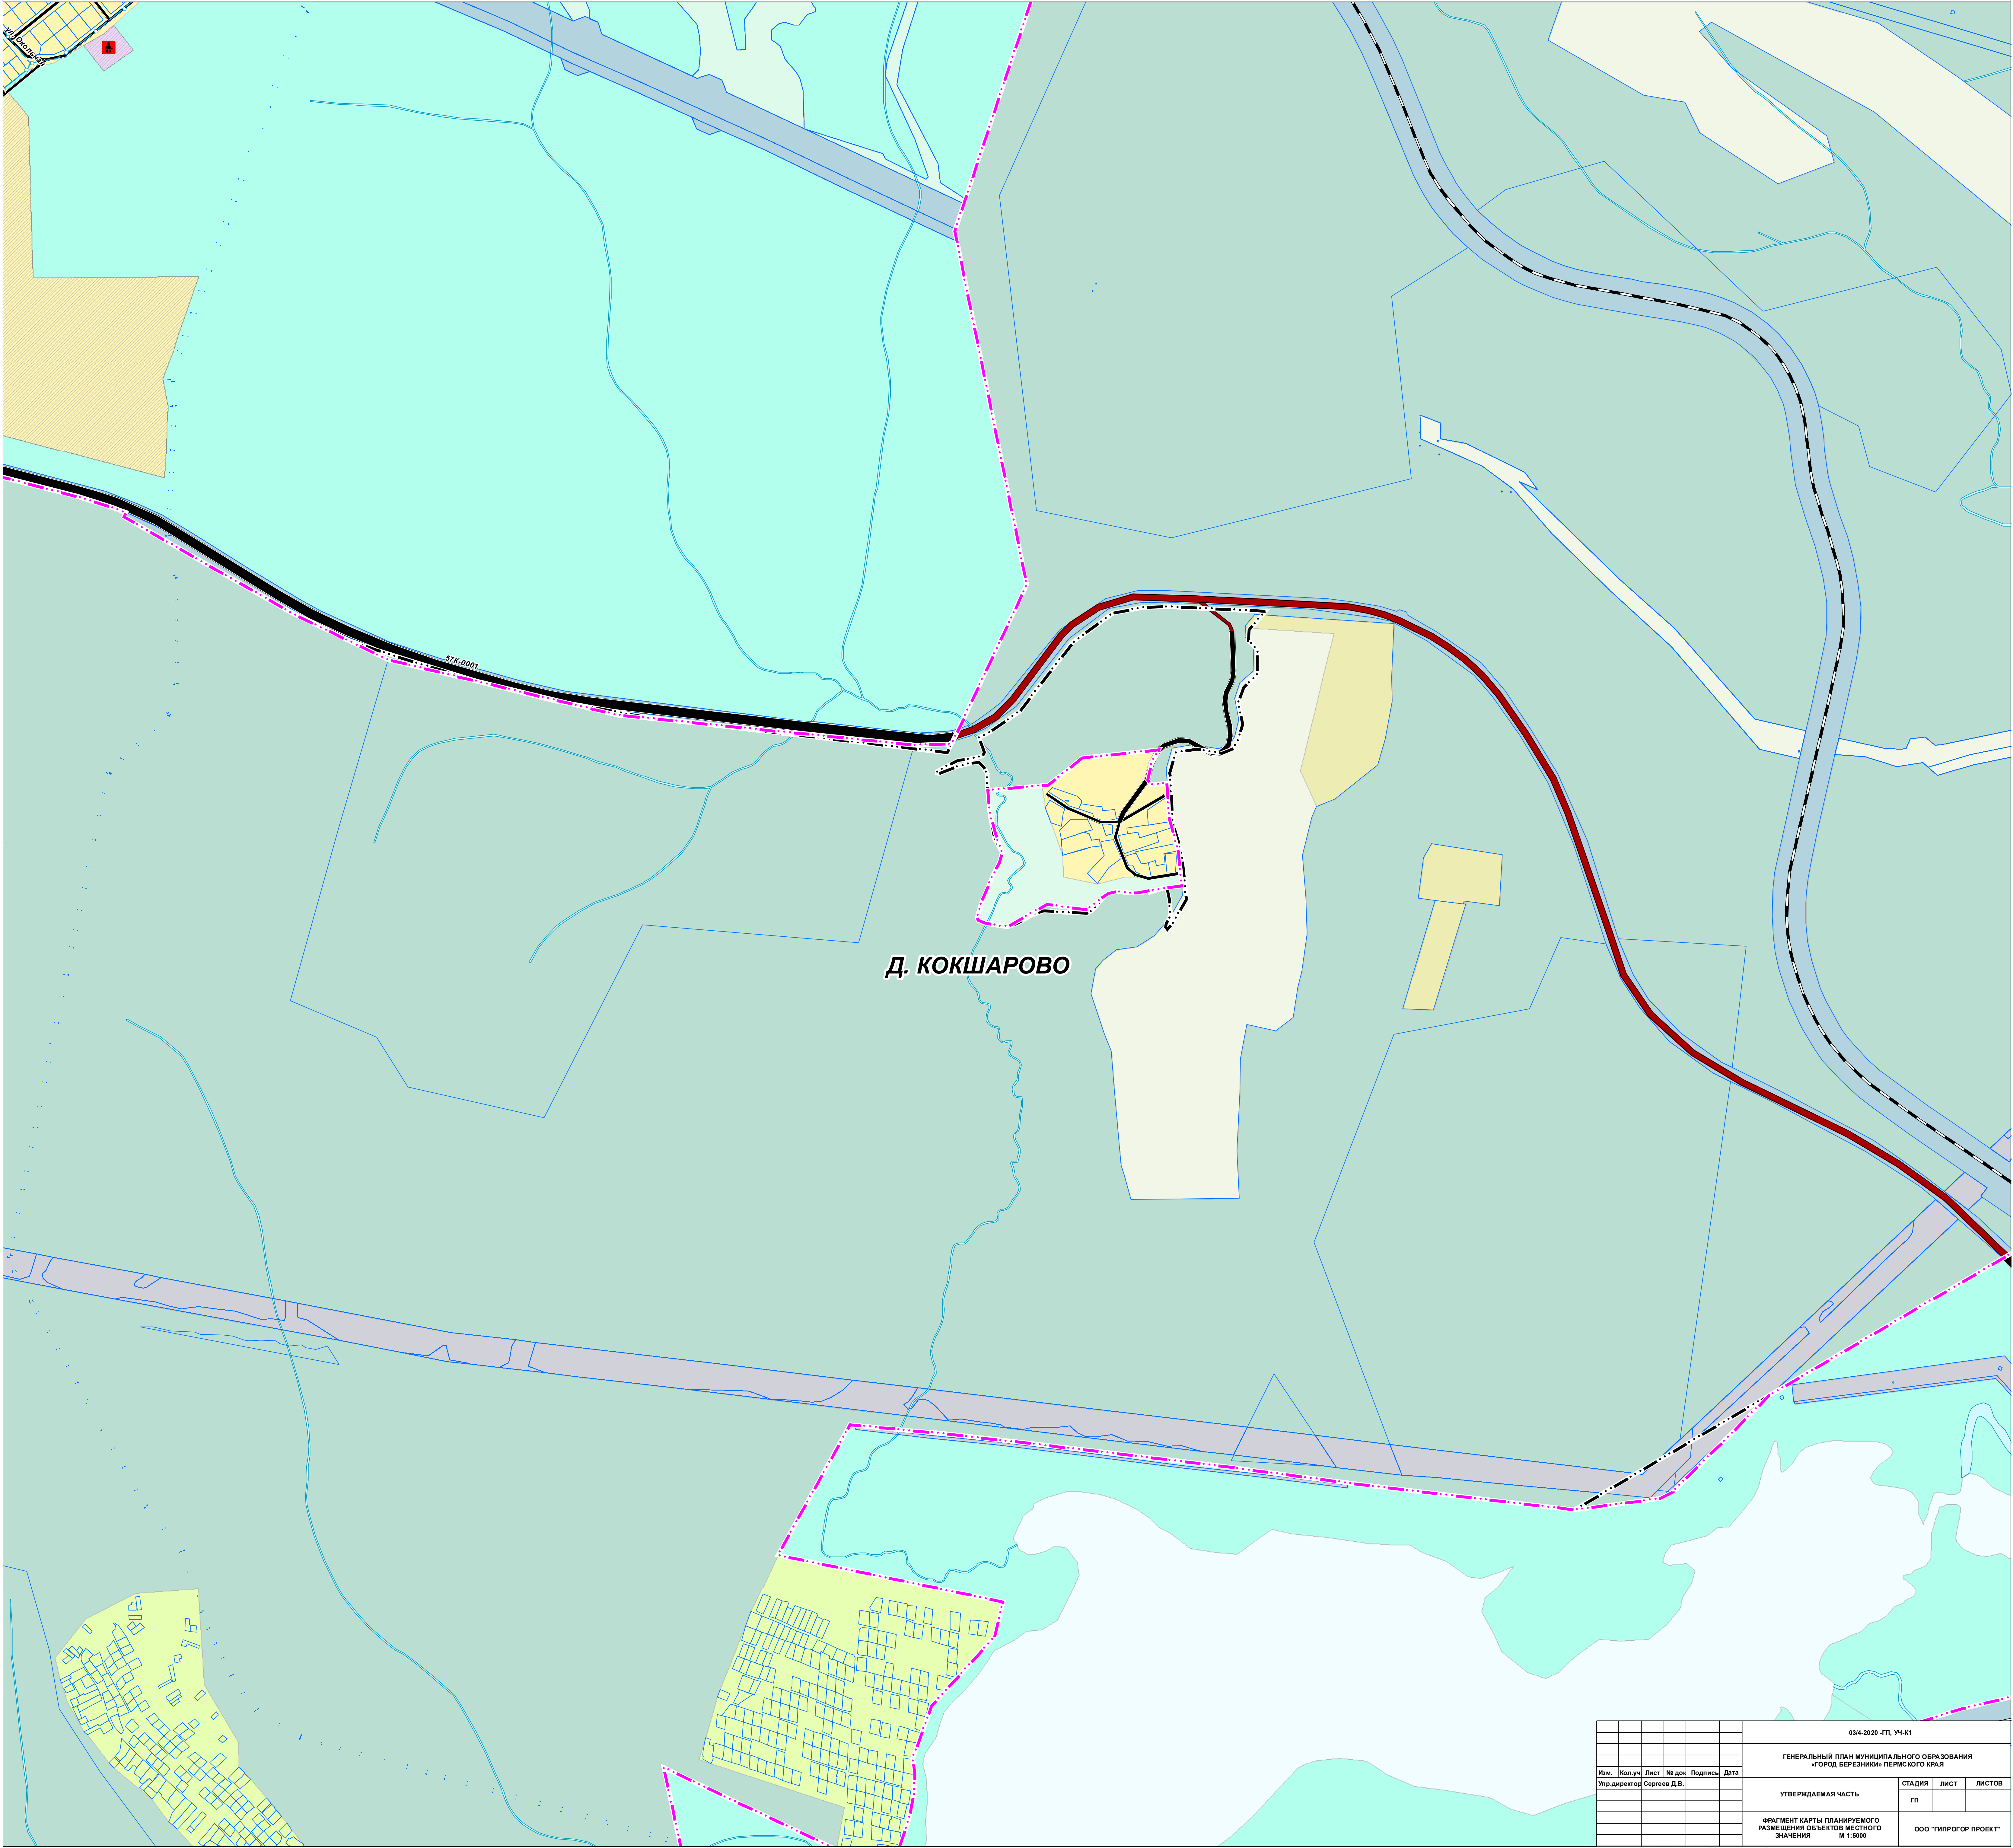 ул. Окольная
57К-0001
Д. КОКШАРОВО
03/4-2020 -ГП, УЧ-К1
ГЕНЕРАЛЬНЫЙ ПЛАН МУНИЦИПАЛЬНОГО ОБРАЗОВАНИЯ
«ГОРОД БЕРЕЗНИКИ» ПЕРМСКОГО КРАЯ
Изм. Кол.уч Лист № док Подпись Дата
Упр.директор Сергеев Д.В.
УТВЕРЖДАЕМАЯ ЧАСТЬ
СТАДИЯ ЛИСТ ЛИСТОВ
ГП
ФРАГМЕНТ КАРТЫ ПЛАНИРУЕМОГО
РАЗМЕЩЕНИЯ ОБЪЕКТОВ МЕСТНОГО
ЗНАЧЕНИЯ М 1:5000
ООО "ГИПРОГОР ПРОЕКТ"